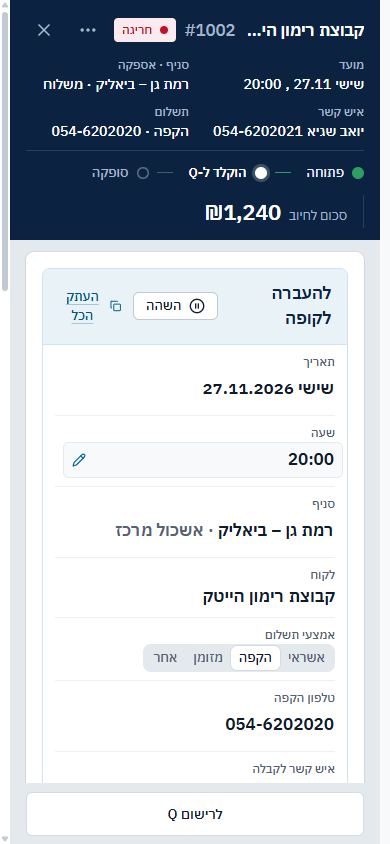 קבוצת רימון הי... #1002 חריגה
מועד
שישי 27.11 , 20:00
סניף · אספקה
רמת גן – ביאליק · משלוח
איש קשר
יואב שגיא 054-6202021
תשלום
הקפה · 054-6202020
פתוחה הוקלד ל-Q סופקה
סכום לחיוב ₪1,240
להעברה
לקופה
השהה
העתק
הכל
תאריך
שישי 27.11.2026
שעה
20:00
סניף
רמת גן – ביאליק · אשכול מרכז
לקוח
קבוצת רימון הייטק
אמצעי תשלום
אשראי הקפה מזומן אחר
טלפון הקפה
054-6202020
איש קשר לקבלה
לרישום Q